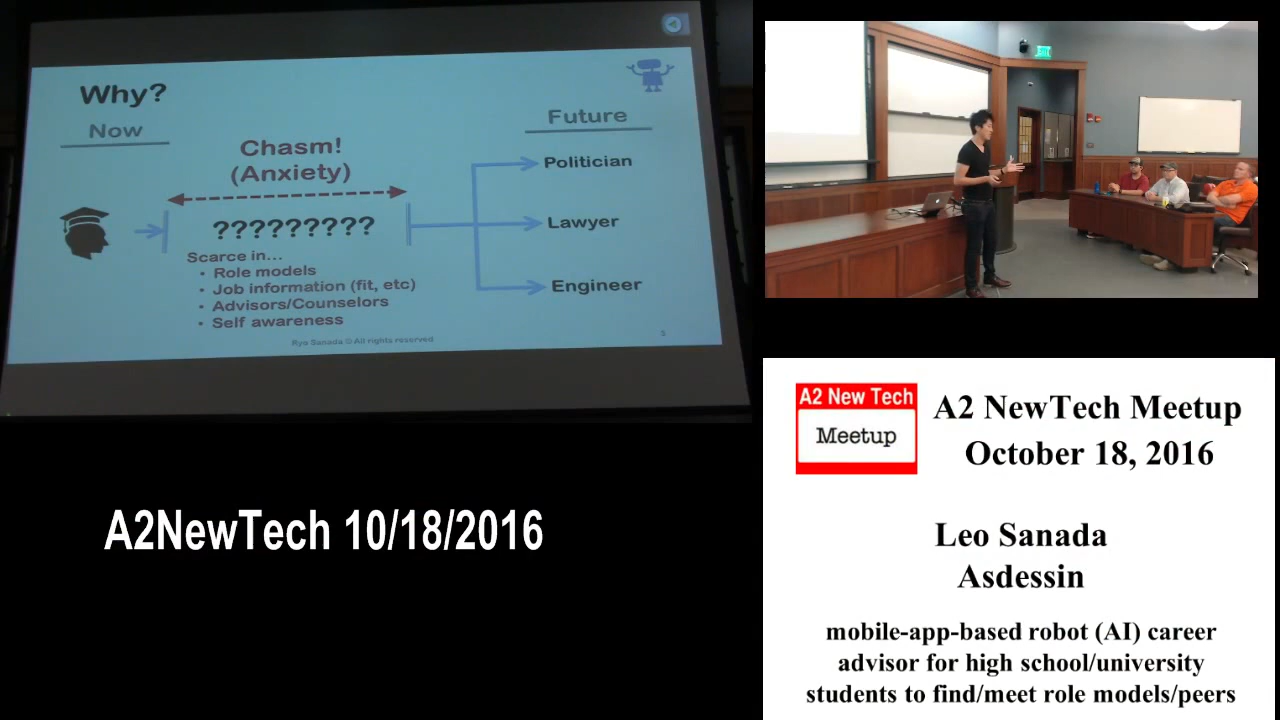 Why?
Now
Future
Chasm!
(Anxiety)
Politician
?????????
Lawyer
Scarce in...
• Role models
• Job information (fit, etc)
• Advisors/Counselors
• Self awareness
Engineer
Ryo Sanada © All rights reserved
3
A2NewTech 10/18/2016
A2 New Tech
Meetup
A2 NewTech Meetup
October 18, 2016
Leo Sanada
Asdessin
mobile-app-based robot (AI) career
advisor for high school/university
students to find/meet role models/peers